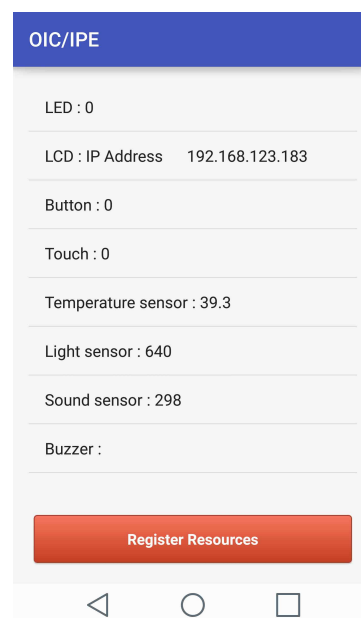 OIC/IPE
LED : 0
LCD : IP Address 192.168.123.183
Button : 0
Touch : 0
Temperature sensor : 39.3
Light sensor : 640
Sound sensor : 298
Buzzer :
Register Resources